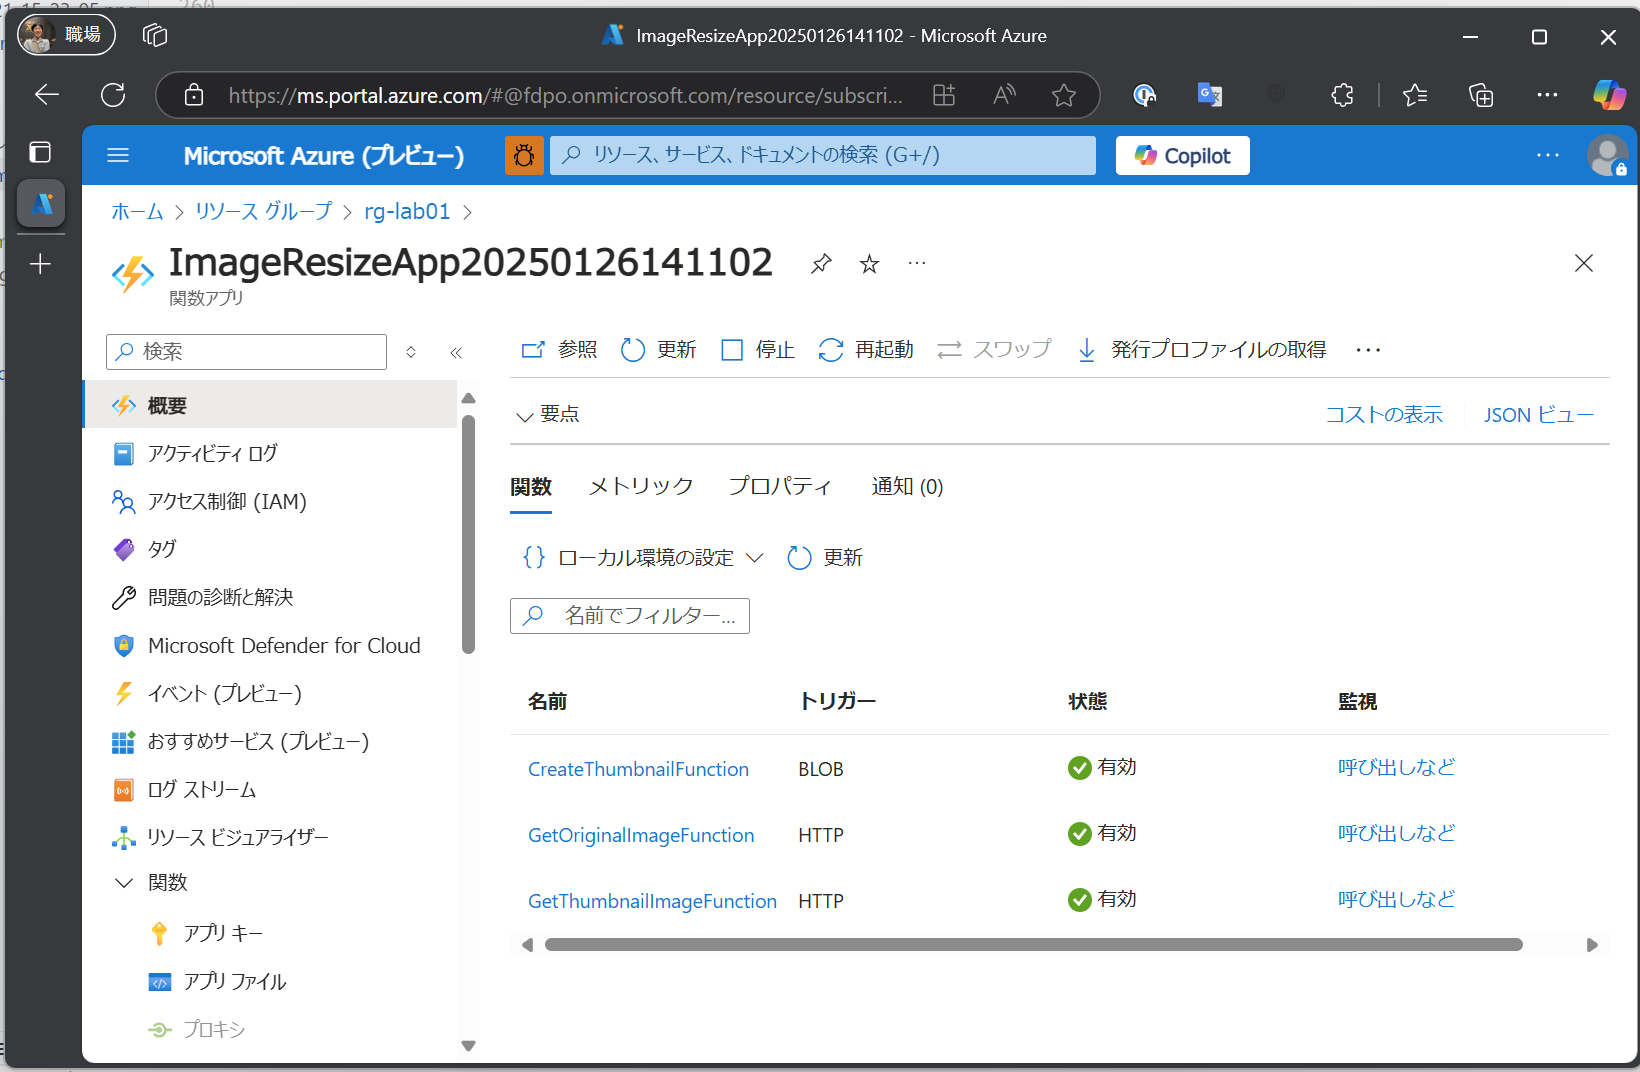 職場
ImageResizeApp20250126141102 - Microsoft Azure
https://ms.portal.azure.com/#@fdpo.onmicrosoft.com/resource/subscri...
Microsoft Azure (プレビュー)
リソース、サービス、ドキュメントの検索 (G+/)
Copilot
ホーム > リソース グループ > rg-lab01 >
ImageResizeApp20250126141102
関数アプリ
検索
参照
更新
停止
再起動
スワップ
発行プロファイルの取得
概要
アクティビティ ログ
アクセス制御 (IAM)
タグ
問題の診断と解決
Microsoft Defender for Cloud
イベント (プレビュー)
おすすめサービス (プレビュー)
ログ ストリーム
リソース ビジュアライザー
関数
アプリ キー
アプリ ファイル
プロキシ
要点
コストの表示
JSON ビュー
関数
メトリック
プロパティ
通知 (0)
{} ローカル環境の設定
更新
名前でフィルター...
名前 トリガー 状態 監視
CreateThumbnailFunction BLOB 有効 呼び出しなど
GetOriginalImageFunction HTTP 有効 呼び出しなど
GetThumbnailImageFunction HTTP 有効 呼び出しなど